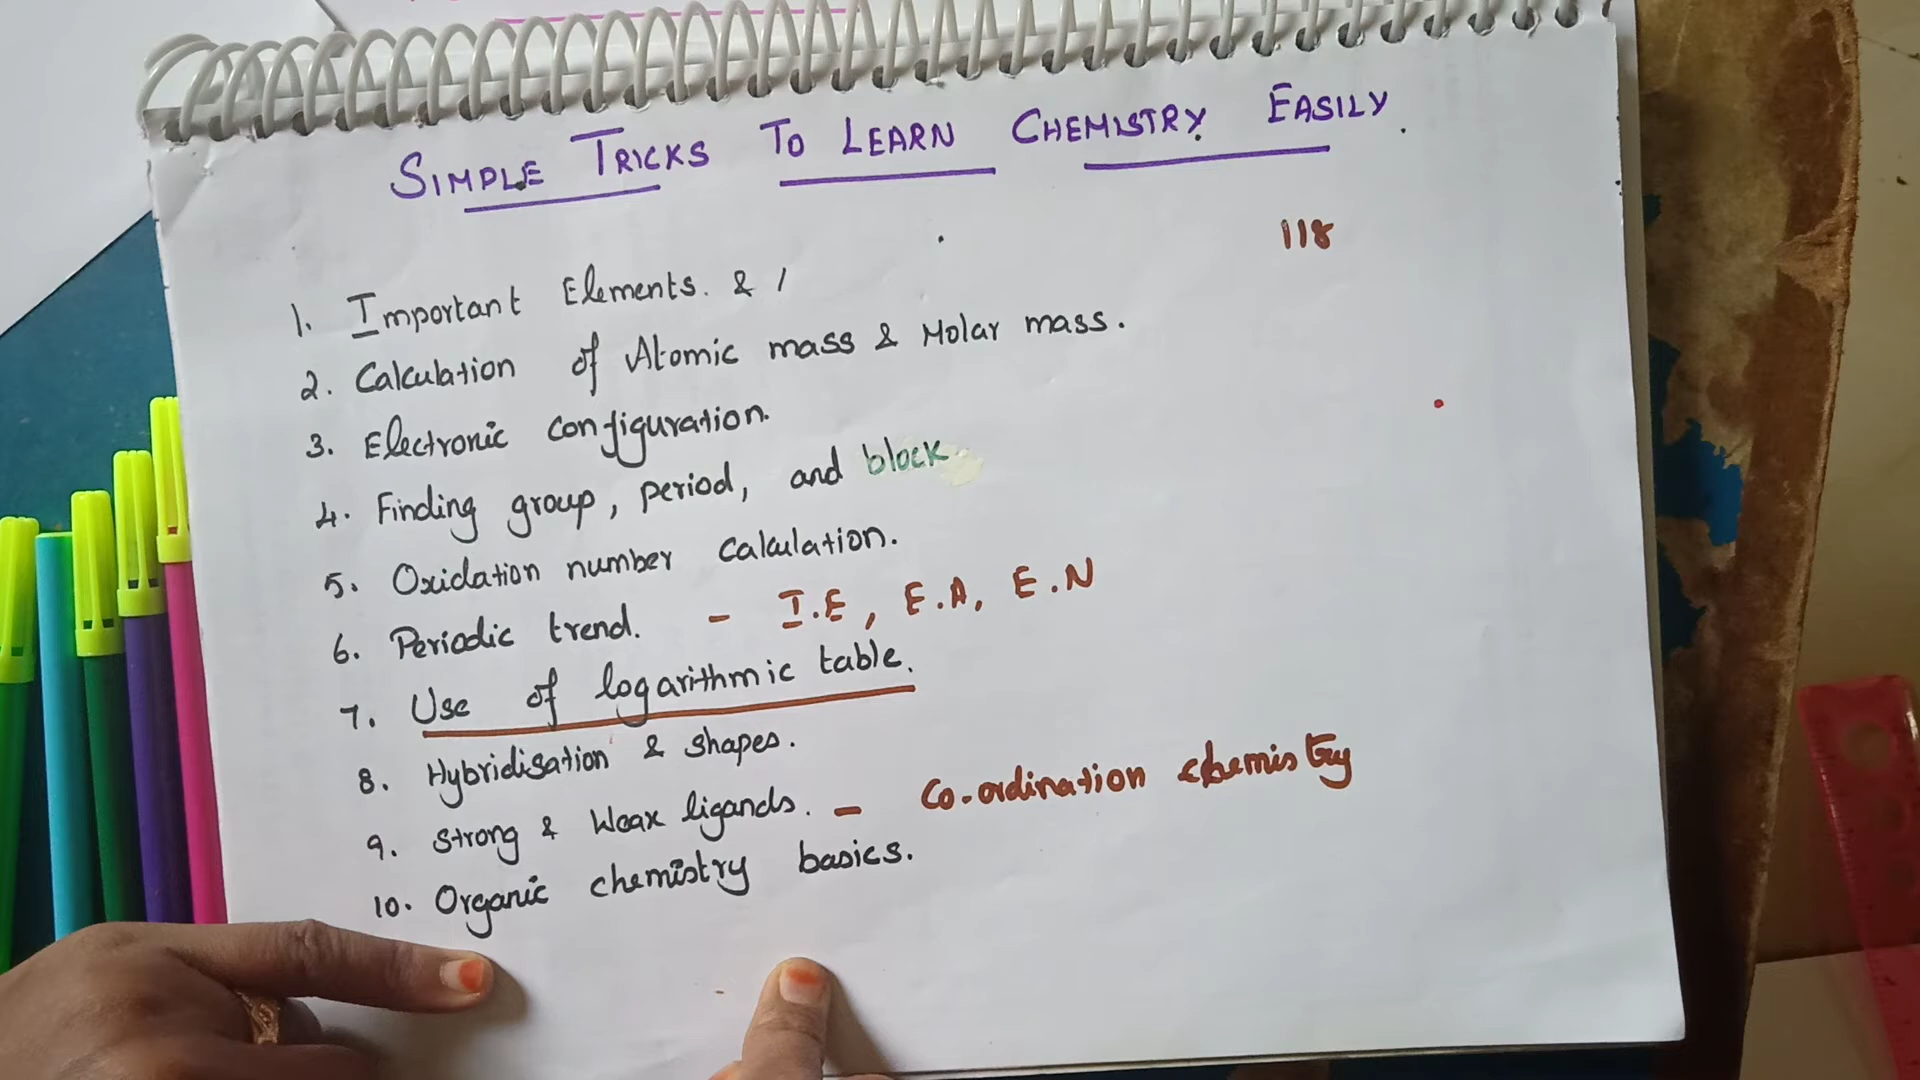 SIMPLE TRICKS TO LEARN CHEMISTRY EASILY.
118
1. Important Elements. & /
2. Calculation of Atomic mass & Molar mass.
3. Electronic configuration.
4. Finding group, period, and block.
5. Oxidation number calculation.
6. Periodic trend. - I.E, E.A, E.N
7. Use of logarithmic table.
8. Hybridisation & shapes.
9. Strong & Weak ligands. - Co-ordination chemistry
10. Organic chemistry basics.